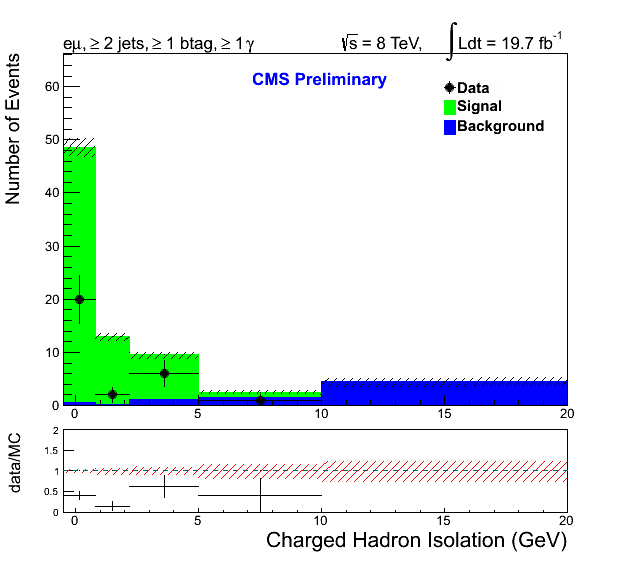 eμ, ≥ 2 jets, ≥ 1 btag, ≥ 1 γ
√s = 8 TeV, ∫ Ldt = 19.7 fb⁻¹
CMS Preliminary
Data
Signal
Background
Number of Events
60
50
40
30
20
10
0
0 5 10 15 20
data/MC
2
1.5
1
0.5
0
0 5 10 15 20
Charged Hadron Isolation (GeV)